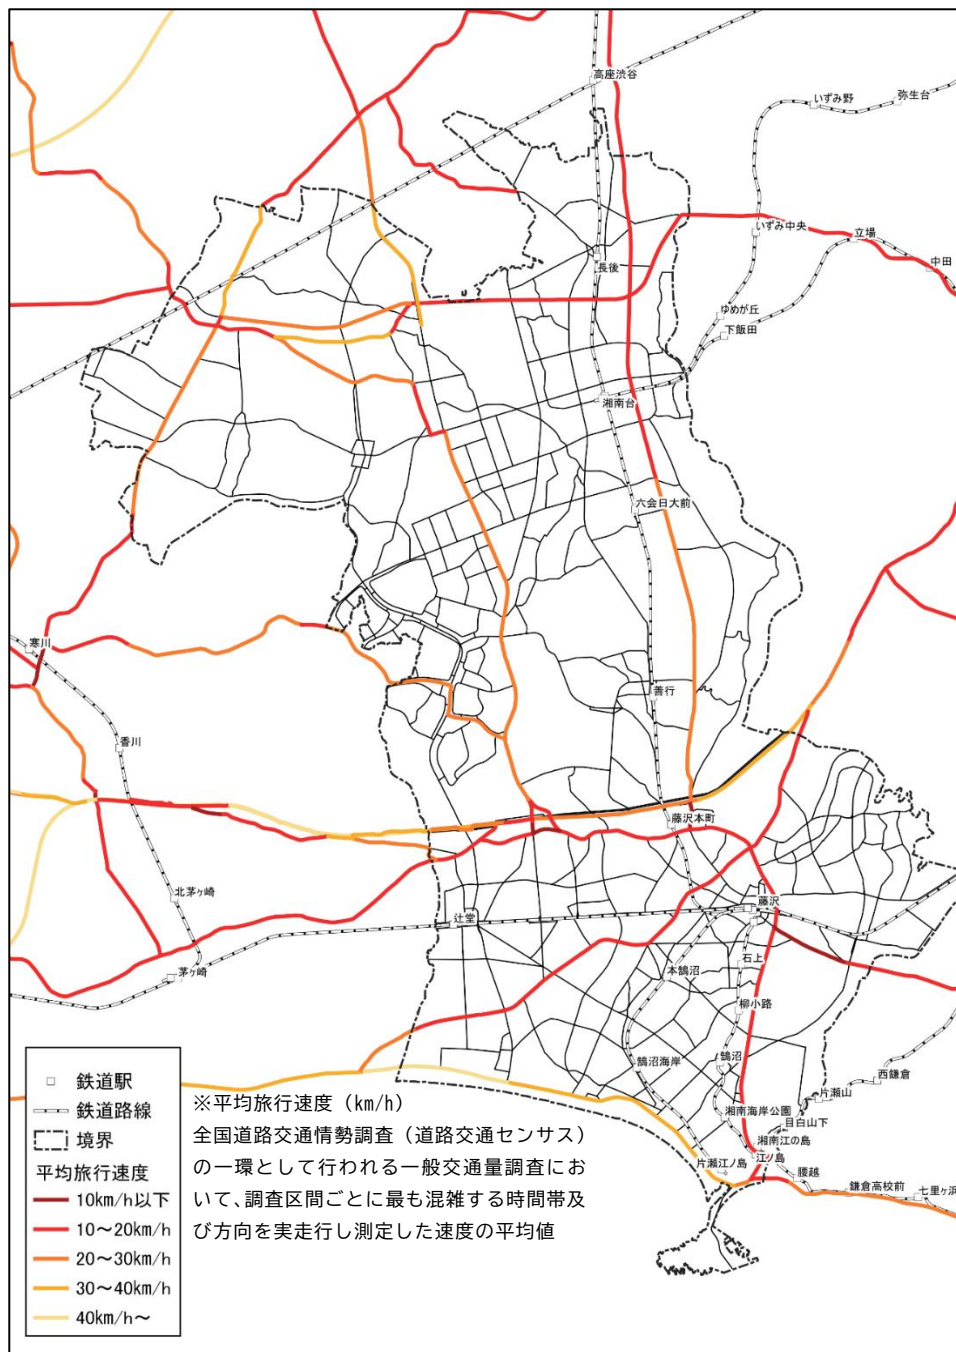 高座渋谷
いずみ野
弥生台
いずみ中央
立場
中田
長後
ゆめが丘
下飯田
湘南台
六会日大前
寒川
善行
香川
藤沢本町
北茅ヶ崎
藤沢
辻堂
石上
本鵠沼
茅ヶ崎
柳小路
鵠沼
鵠沼海岸
西鎌倉
片瀬山
湘南海岸公園
目白山下
湘南江の島
江ノ島
片瀬江ノ島
腰越
鎌倉高校前
七里ヶ浜
鉄道駅
鉄道路線
境界
平均旅行速度
10km/h以下
10～20km/h
20～30km/h
30～40km/h
40km/h～
※平均旅行速度（km/h）
全国道路交通情勢調査（道路交通センサス）
の一環として行われる一般交通量調査にお
いて、調査区間ごとに最も混雑する時間帯及
び方向を実走行し測定した速度の平均値